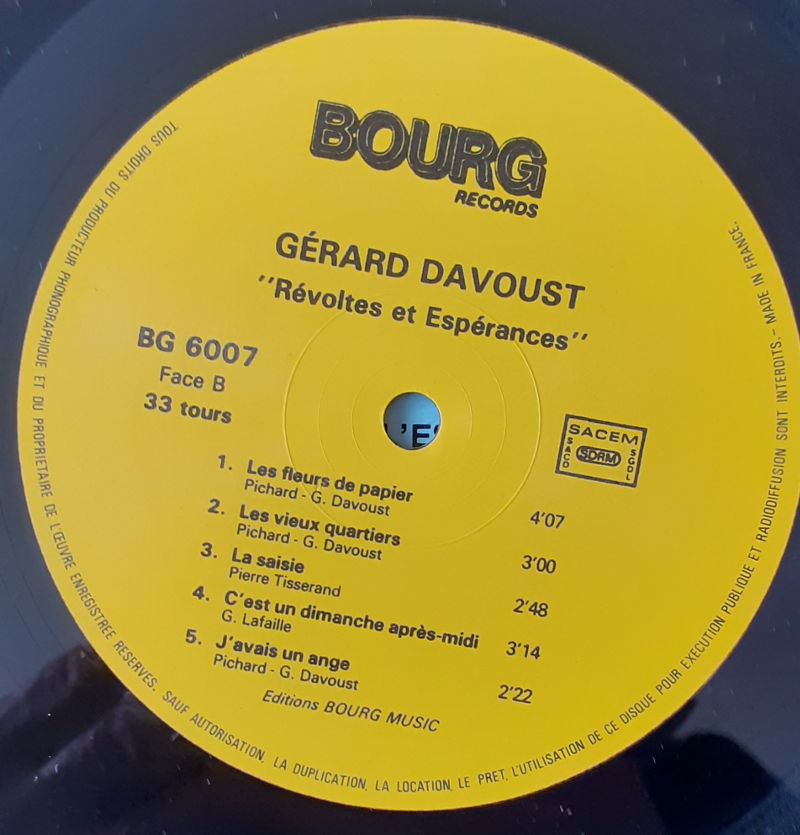 BOURG
RECORDS
GÉRARD DAVOUST
"Révoltes et Espérances"
BG 6007
Face B
33 tours
SACEM
SACD
SDRM
SGDL
1. Les fleurs de papier
Pichard - G. Davoust 4'07
2. Les vieux quartiers
Pichard - G. Davoust 3'00
3. La saisie
Pierre Tisserand 2'48
4. C'est un dimanche après-midi
G. Lafaille 3'14
5. J'avais un ange
Pichard - G. Davoust 2'22
Editions BOURG MUSIC
TOUS DROITS DU PRODUCTEUR PHONOGRAPHIQUE ET DU PROPRIETAIRE DE L'ŒUVRE ENREGISTREE RESERVES. SAUF AUTORISATION, LA DUPLICATION, LA LOCATION, LE PRET, L'UTILISATION DE CE DISQUE POUR EXECUTION PUBLIQUE ET RADIODIFFUSION SONT INTERDITS. - MADE IN FRANCE.